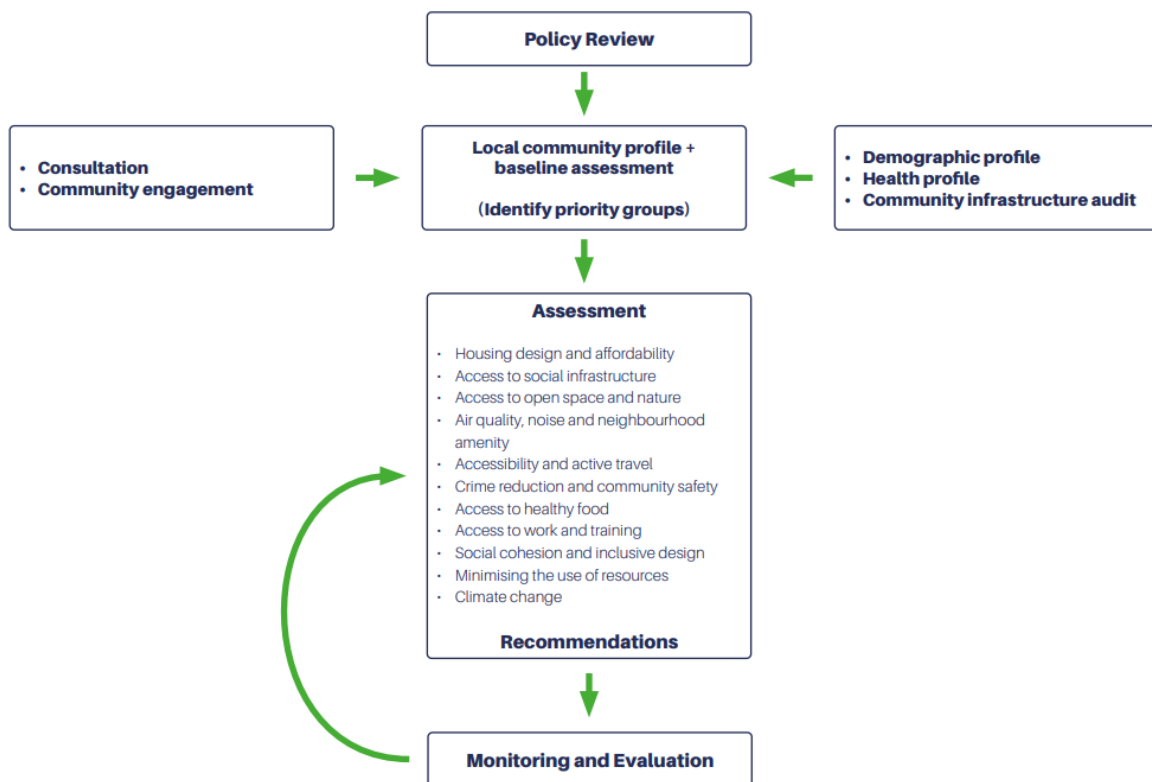 Policy Review
• Consultation
• Community engagement
Local community profile +
baseline assessment
(Identify priority groups)
• Demographic profile
• Health profile
• Community infrastructure audit
Assessment
• Housing design and affordability
• Access to social infrastructure
• Access to open space and nature
• Air quality, noise and neighbourhood
amenity
• Accessibility and active travel
• Crime reduction and community safety
• Access to healthy food
• Access to work and training
• Social cohesion and inclusive design
• Minimising the use of resources
• Climate change
Recommendations
Monitoring and Evaluation